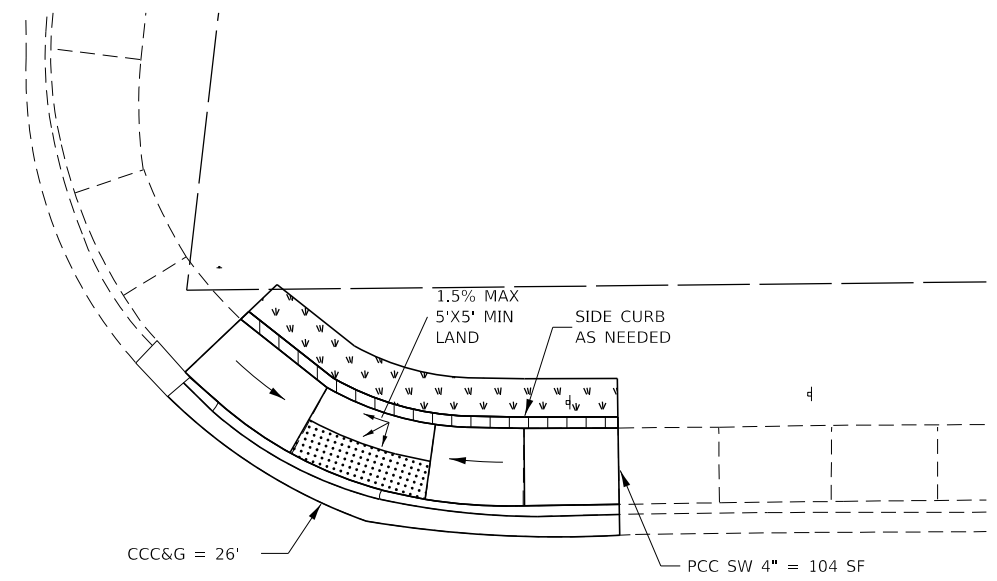 1.5% MAX
5'X5' MIN
LAND
SIDE CURB
AS NEEDED
CCC&G = 26'
PCC SW 4" = 104 SF